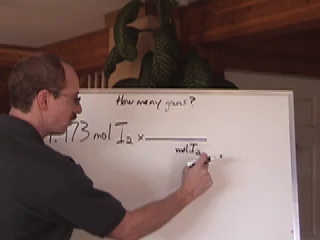 How many grams?
.173 mol I₂ ×
mol I₂